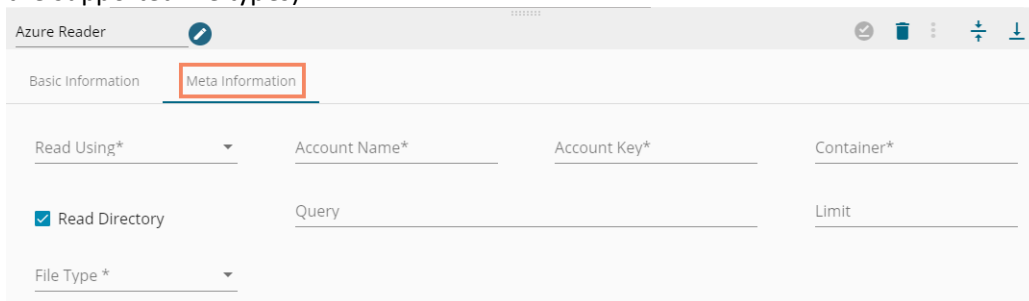 Azure Reader
Basic Information Meta Information
Read Using* Account Name* Account Key* Container*
Read Directory Query Limit
File Type *